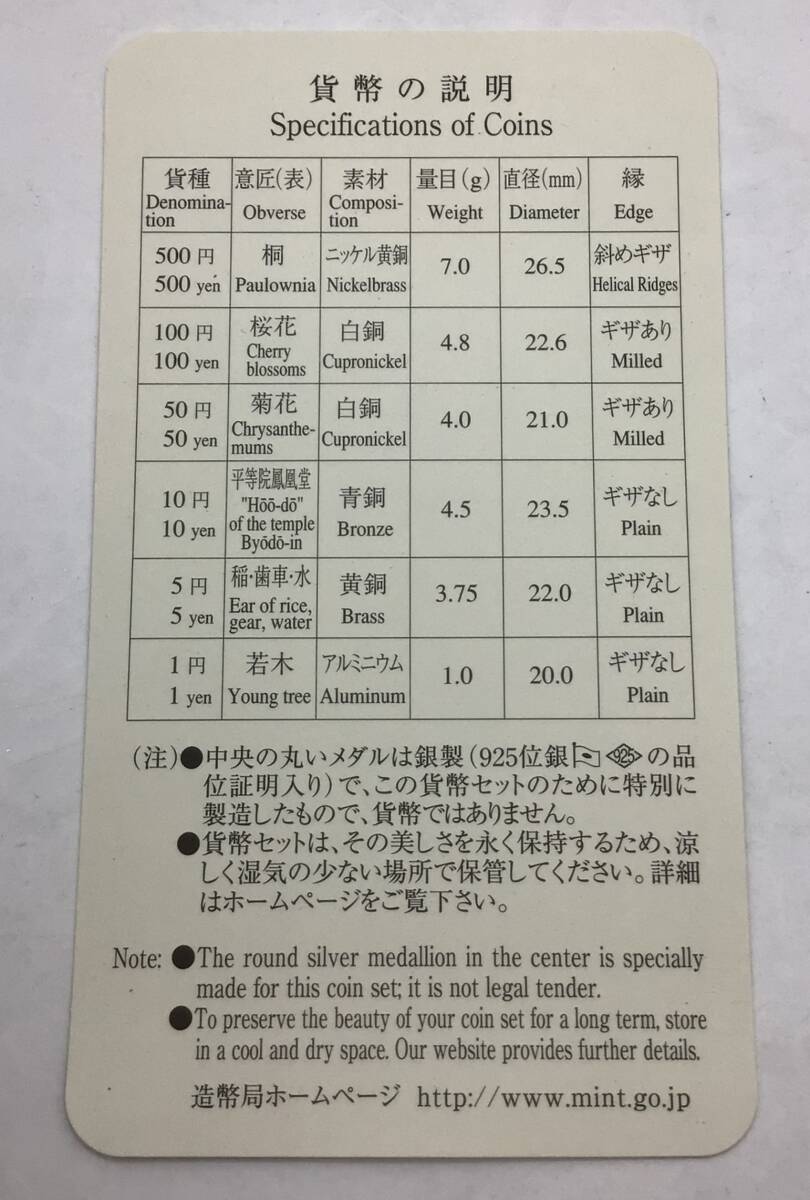 貨幣の説明
Specifications of Coins
貨種 意匠(表) 素材 量目(g) 直径(mm) 縁
Denomina-tion Obverse Composi-tion Weight Diameter Edge
500円 桐 ニッケル黄銅 7.0 26.5 斜めギザ
500 yen Paulownia Nickelbrass Helical Ridges
100円 桜花 白銅 4.8 22.6 ギザあり
100 yen Cherry blossoms Cupronickel Milled
50円 菊花 白銅 4.0 21.0 ギザあり
50 yen Chrysanthe-mums Cupronickel Milled
10円 平等院鳳凰堂 青銅 4.5 23.5 ギザなし
10 yen "Hōō-dō" of the temple Byōdō-in Bronze Plain
5円 稲・歯車・水 黄銅 3.75 22.0 ギザなし
5 yen Ear of rice, gear, water Brass Plain
1円 若木 アルミニウム 1.0 20.0 ギザなし
1 yen Young tree Aluminum Plain
(注)●中央の丸いメダルは銀製(925位銀 925 の品
位証明入り)で、この貨幣セットのために特別に
製造したもので、貨幣ではありません。
●貨幣セットは、その美しさを永く保持するため、涼
しく湿気の少ない場所で保管してください。詳細
はホームページをご覧下さい。
Note: ●The round silver medallion in the center is specially
made for this coin set; it is not legal tender.
●To preserve the beauty of your coin set for a long term, store
in a cool and dry space. Our website provides further details.
造幣局ホームページ http://www.mint.go.jp